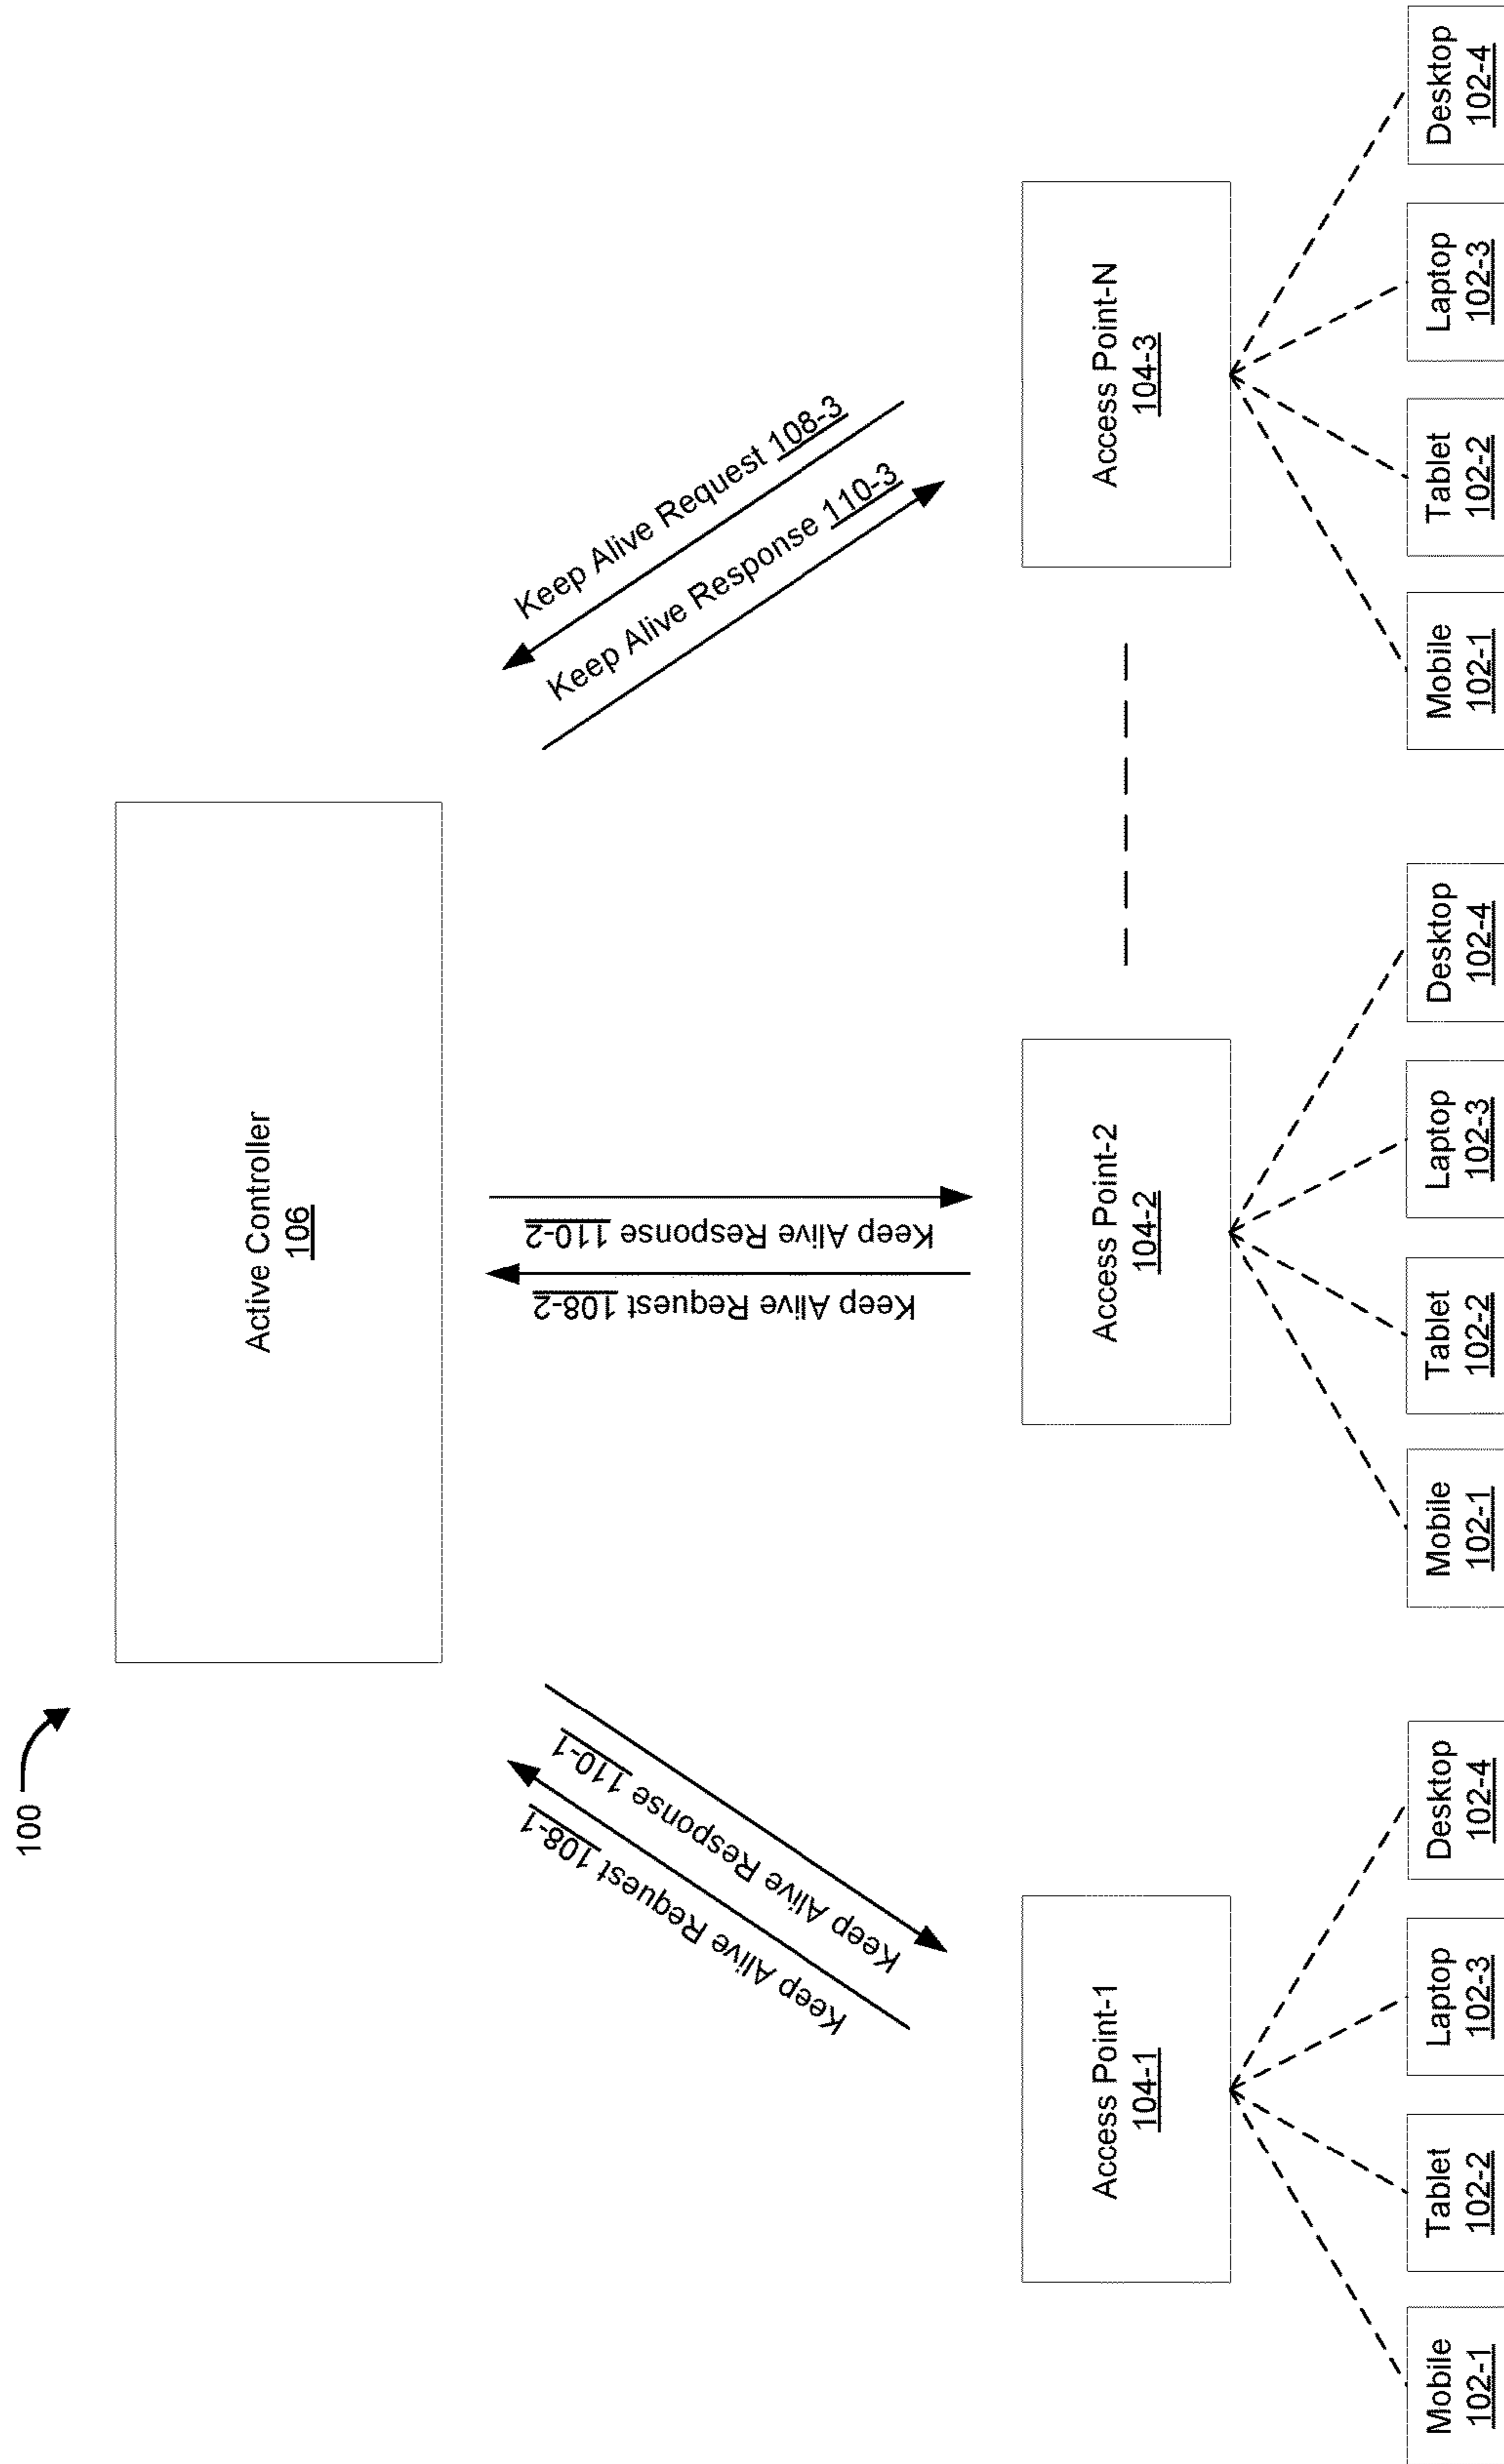 100
Active Controller
106
Keep Alive Request 108-1
Keep Alive Response 110-1
Keep Alive Request 108-2
Keep Alive Response 110-2
Keep Alive Request 108-3
Keep Alive Response 110-3
Access Point-1
104-1
Access Point-2
104-2
Access Point-N
104-3
Mobile
102-1
Tablet
102-2
Laptop
102-3
Desktop
102-4
Mobile
102-1
Tablet
102-2
Laptop
102-3
Desktop
102-4
Mobile
102-1
Tablet
102-2
Laptop
102-3
Desktop
102-4